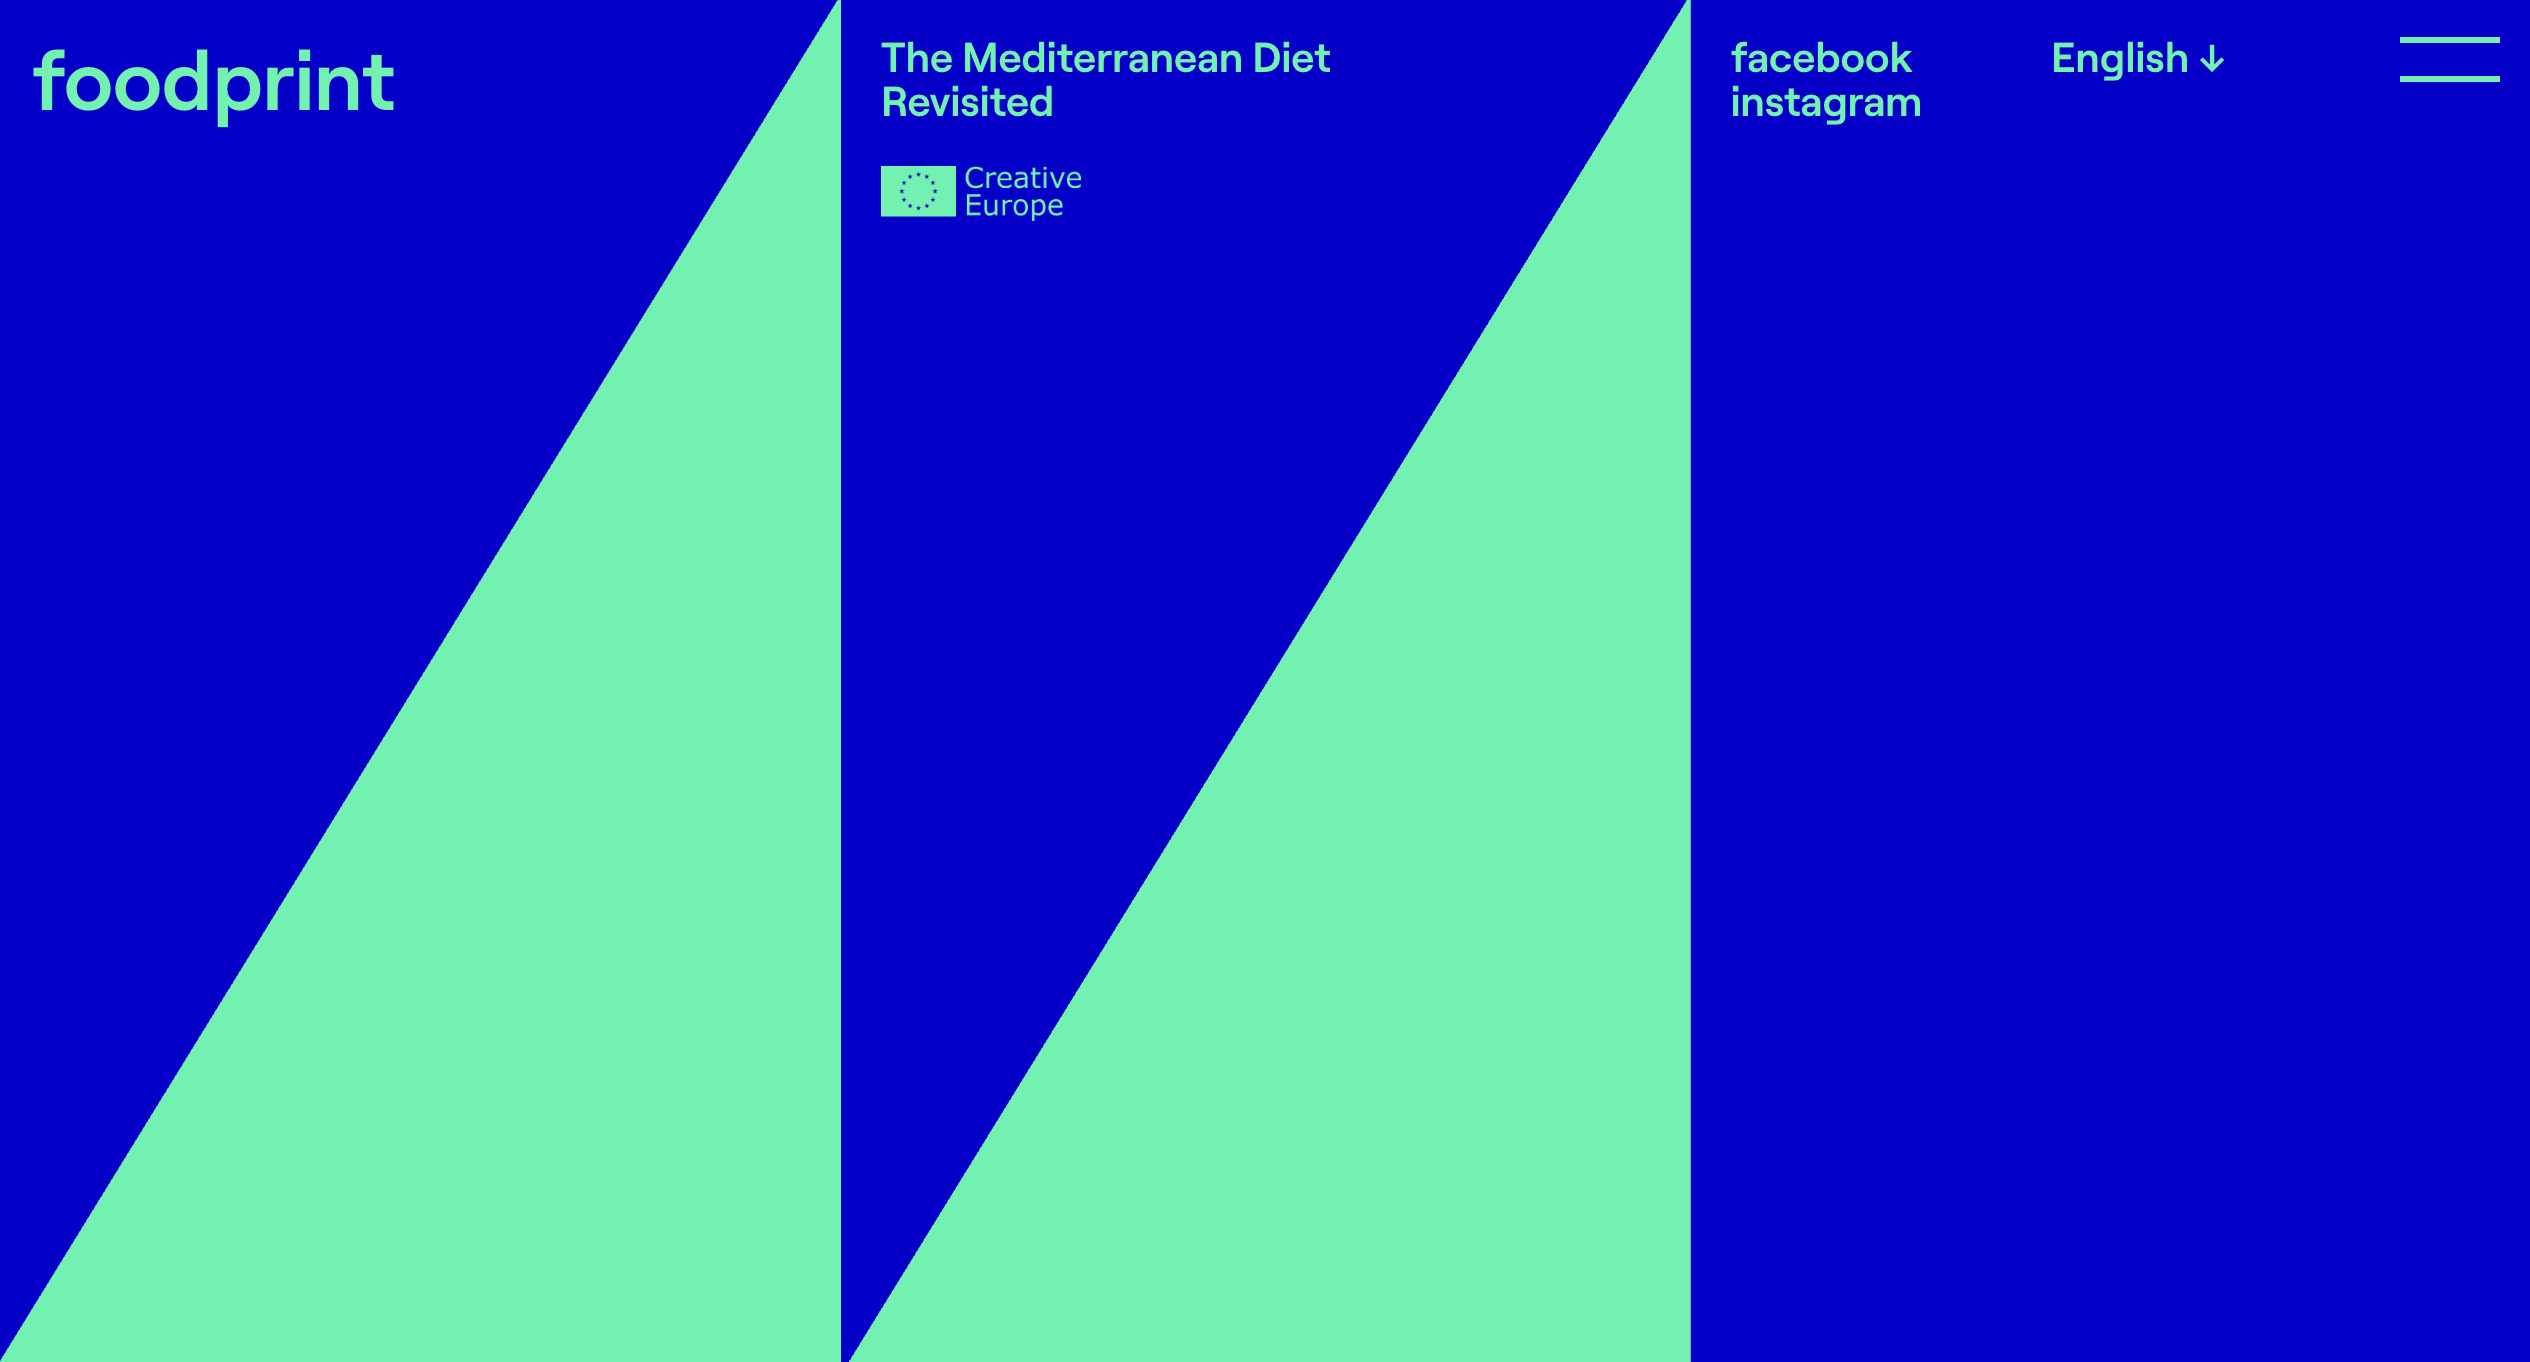 foodprint
The Mediterranean Diet
Revisited
Creative
Europe
facebook
instagram
English ↓